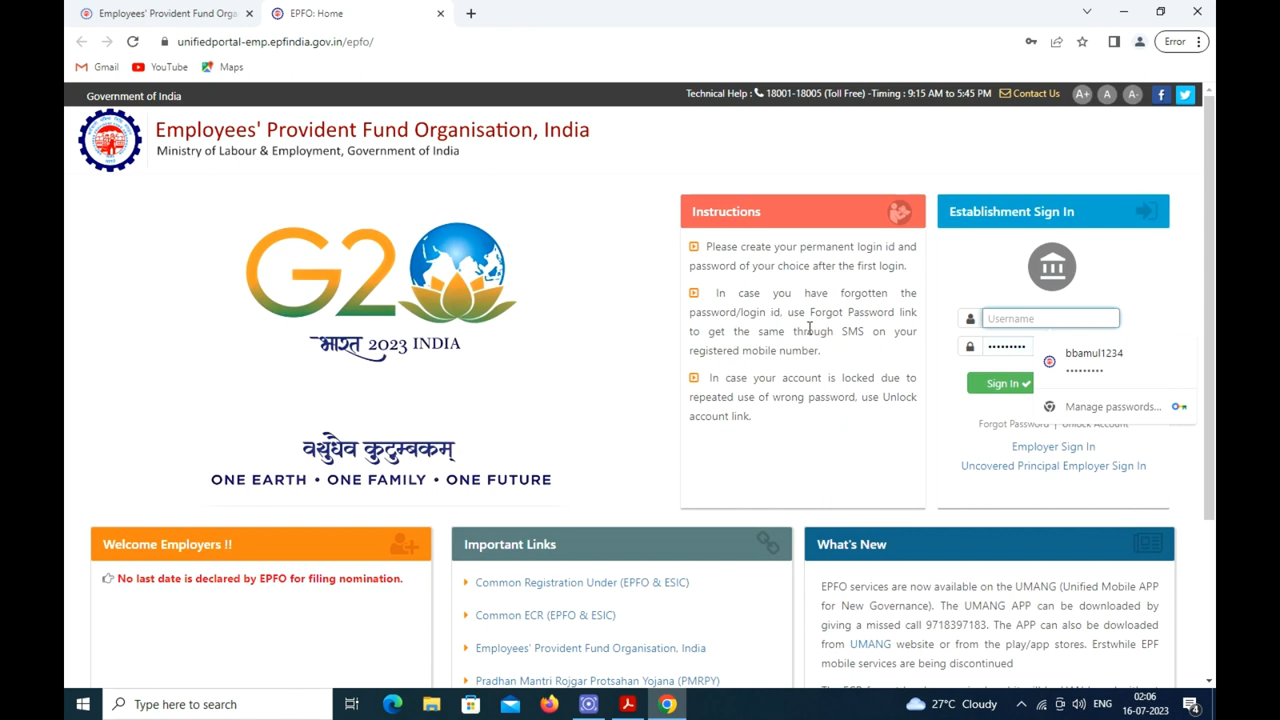 Employees' Provident Fund Orga
EPFO: Home
unifiedportal-emp.epfindia.gov.in/epfo/
Error
Gmail
YouTube
Maps
Government of India
Technical Help : 18001-18005 (Toll Free) -Timing : 9:15 AM to 5:45 PM
Contact Us
A+
A
A-
Employees' Provident Fund Organisation, India
Ministry of Labour & Employment, Government of India
G20
भारत 2023 INDIA
वसुधैव कुटुम्बकम्
ONE EARTH • ONE FAMILY • ONE FUTURE
Instructions
Please create your permanent login id and
password of your choice after the first login.
In case you have forgotten the
password/login id, use Forgot Password link
to get the same through SMS on your
registered mobile number.
In case your account is locked due to
repeated use of wrong password, use Unlock
account link.
Establishment Sign In
Username
•••••••••
bbamul1234
•••••••••
Sign In
Manage passwords...
Forgot Password | Unlock Account
Employer Sign In
Uncovered Principal Employer Sign In
Welcome Employers !!
No last date is declared by EPFO for filing nomination.
Important Links
Common Registration Under (EPFO & ESIC)
Common ECR (EPFO & ESIC)
Employees' Provident Fund Organisation, India
Pradhan Mantri Rojgar Protsahan Yojana (PMRPY)
What's New
EPFO services are now available on the UMANG (Unified Mobile APP
for New Governance). The UMANG APP can be downloaded by
giving a missed call 9718397183. The APP can also be dowloaded
from UMANG website or from the play/app stores. Erstwhile EPF
mobile services are being discontinued
Type here to search
27°C Cloudy
ENG
02:06
16-07-2023
4